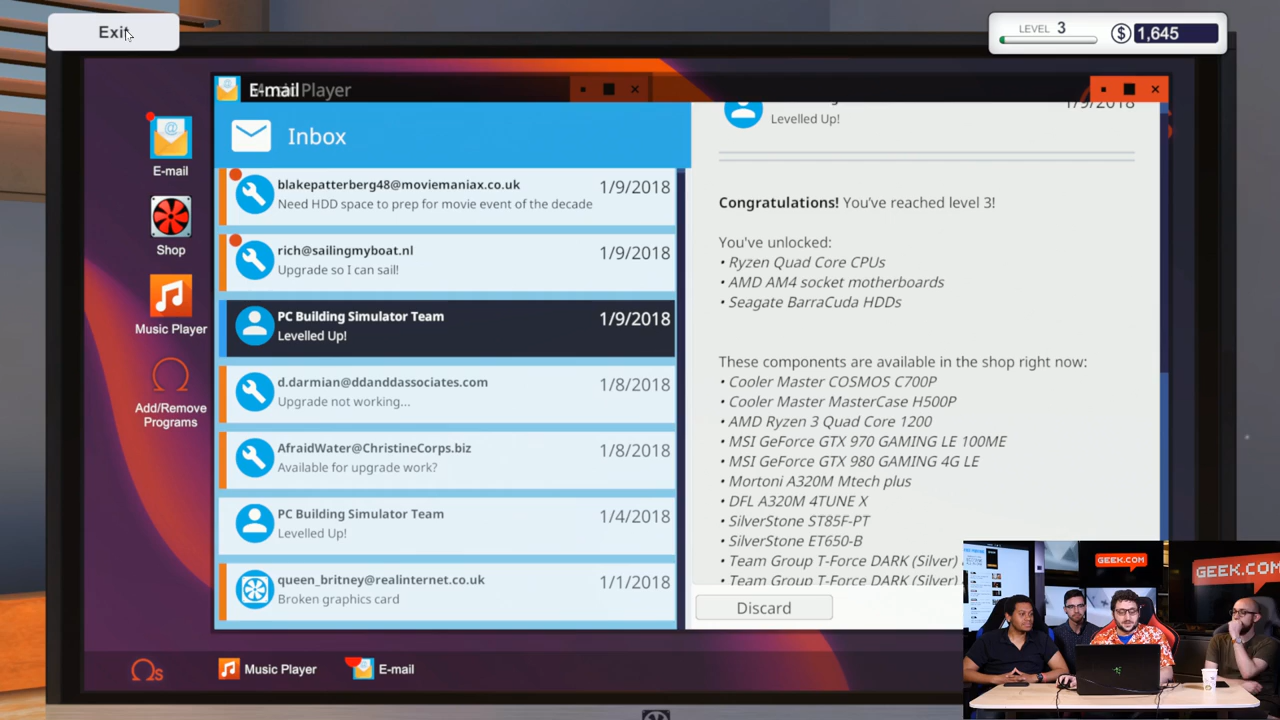 Exit
LEVEL 3
$ 1,645
E-mail Player
Inbox
E-mail
Shop
Music Player
Add/Remove
Programs
blakepatterberg48@moviemaniax.co.uk 1/9/2018
Need HDD space to prep for movie event of the decade
rich@sailingmyboat.nl 1/9/2018
Upgrade so I can sail!
PC Building Simulator Team 1/9/2018
Levelled Up!
d.darmian@ddanddassociates.com 1/8/2018
Upgrade not working...
AfraidWater@ChristineCorps.biz 1/8/2018
Available for upgrade work?
PC Building Simulator Team 1/4/2018
Levelled Up!
queen_britney@realinternet.co.uk 1/1/2018
Broken graphics card
1/9/2018
Levelled Up!
Congratulations! You've reached level 3!
You've unlocked:
• Ryzen Quad Core CPUs
• AMD AM4 socket motherboards
• Seagate BarraCuda HDDs
These components are available in the shop right now:
• Cooler Master COSMOS C700P
• Cooler Master MasterCase H500P
• AMD Ryzen 3 Quad Core 1200
• MSI GeForce GTX 970 GAMING LE 100ME
• MSI GeForce GTX 980 GAMING 4G LE
• Mortoni A320M Mtech plus
• DFL A320M 4TUNE X
• SilverStone ST85F-PT
• SilverStone ET650-B
• Team Group T-Force DARK (Silver)
• Team Group T-Force DARK (Silver)
Discard
Ωs
Music Player
E-mail
GEEK.COM
GEEK.COM